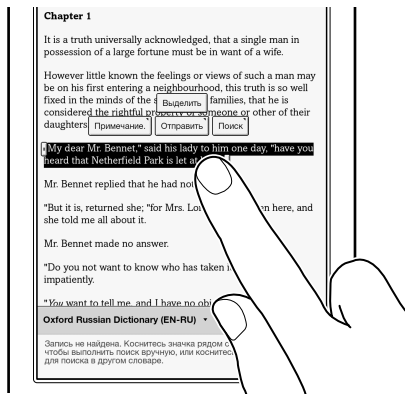 Chapter 1
It is a truth universally acknowledged, that a single man in
possession of a large fortune must be in want of a wife.
However little known the feelings or views of such a man may
be on his first entering a neighbourhood, this truth is so well
fixed in the minds of the families, that he is
Выделить
considered the rightful property of someone or other of their
daughters
Примечание. Отправить Поиск
"My dear Mr. Bennet," said his lady to him one day, "have you
heard that Netherfield Park is let at
Mr. Bennet replied that he had not
"But it is, returned she; "for Mrs. here, and
she told me all about it.
Mr. Bennet made no answer.
"Do you not want to know who has taken
impatiently.
"You want to tell me, and I have no
Oxford Russian Dictionary (EN-RU)
Запись не найдена. Коснитесь значка рядом с
чтобы выполнить поиск вручную, или
для поиска в другом словаре.